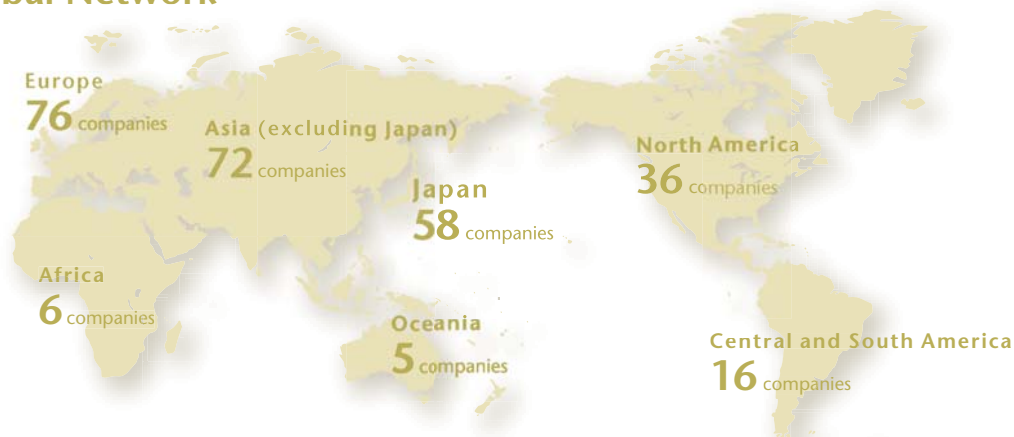 Network
Europe
76 companies
Asia (excluding Japan)
72 companies
Japan
58 companies
North America
36 companies
Africa
6 companies
Oceania
5 companies
Central and South America
16 companies